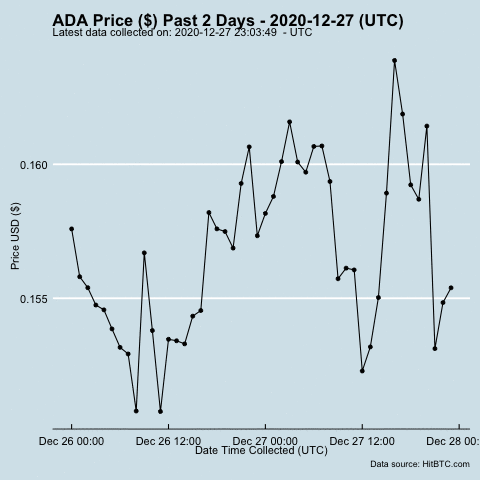 ADA Price ($) Past 2 Days - 2020-12-27 (UTC)
Latest data collected on: 2020-12-27 23:03:49  - UTC
0.160
Price USD ($)
0.155
Dec 26 00:00 Dec 26 12:00 Dec 27 00:00 Dec 27 12:00 Dec 28 00:
Date Time Collected (UTC)
Data source: HitBTC.com